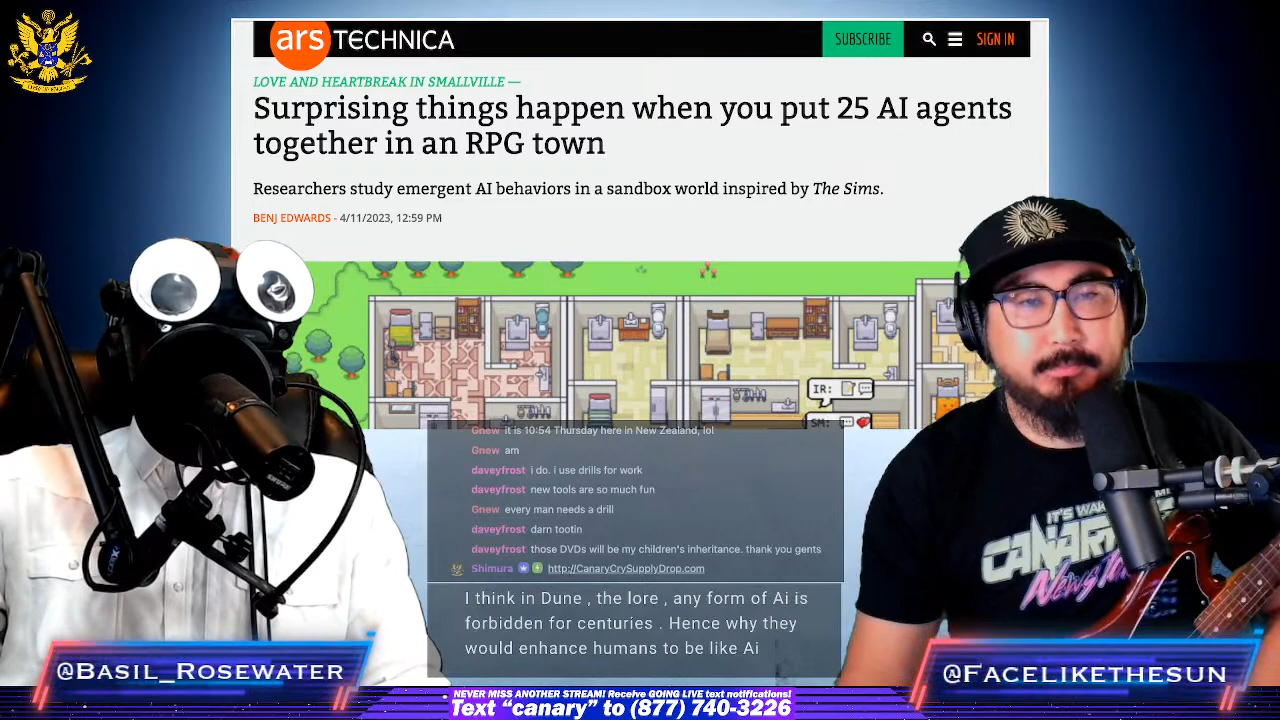 ars TECHNICA
SUBSCRIBE
SIGN IN
LOVE AND HEARTBREAK IN SMALLVILLE —
Surprising things happen when you put 25 AI agents
together in an RPG town
Researchers study emergent AI behaviors in a sandbox world inspired by The Sims.
BENJ EDWARDS - 4/11/2023, 12:59 PM
IR:
SM:
Gnew it is 10:54 Thursday here in New Zealand, lol
Gnew am
daveyfrost i do. i use drills for work
daveyfrost new tools are so much fun
Gnew every man needs a drill
daveyfrost darn tootin
daveyfrost those DVDs will be my children's inheritance. thank you gents
Shimura http://CanaryCrySupplyDrop.com
I think in Dune , the lore , any form of Ai is
forbidden for centuries . Hence why they
would enhance humans to be like Ai
IT'S WAR
CANARY
News
@BASIL_ROSEWATER
@FACELIKETHESUN
NEVER MISS ANOTHER STREAM! Receive GOING LIVE text notifications!
Text "canary" to (877) 740-3226